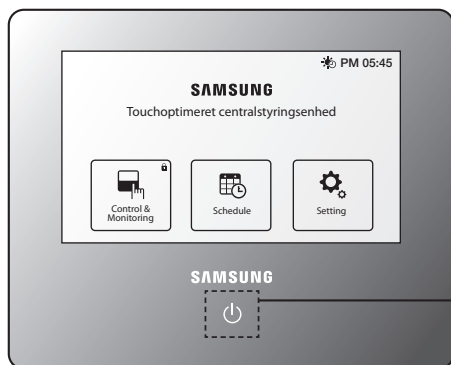 PM 05:45
SAMSUNG
Touchoptimeret centralstyringsenhed
Control &
Monitoring
Schedule
Setting
SAMSUNG